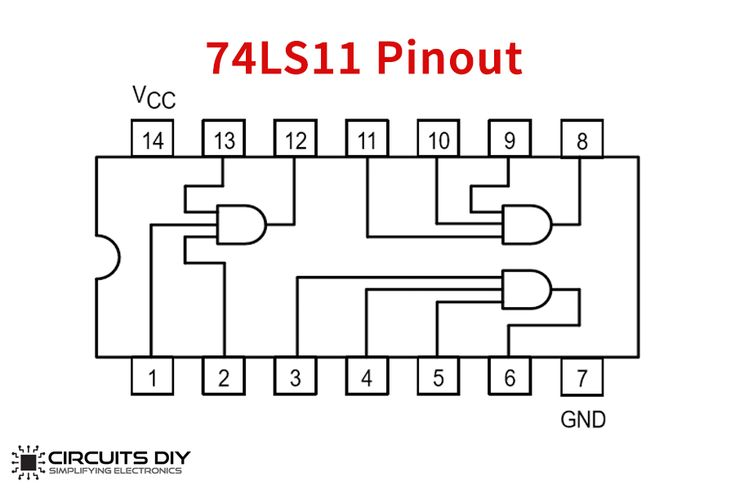 74LS11 Pinout
VCC
14 13 12 11 10 9 8
1 2 3 4 5 6 7
GND
CIRCUITS DIY
SIMPLIFYING ELECTRONICS